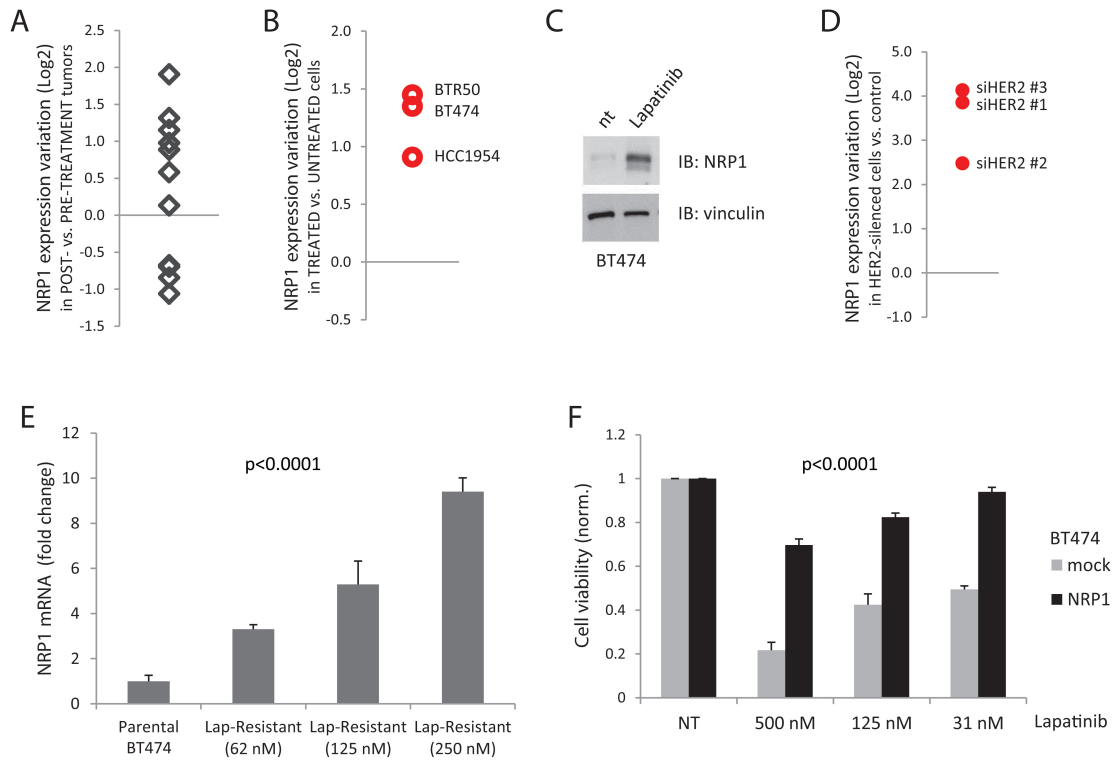 A
NRP1 expression variation (Log2)
in POST- vs. PRE-TREATMENT tumors
2.5
2.0
1.5
1.0
0.5
0.0
-0.5
-1.0
-1.5
B
NRP1 expression variation (Log2)
in TREATED vs. UNTREATED cells
2.0
1.5
1.0
0.5
0.0
-0.5
BTR50
BT474
HCC1954
C
nt
Lapatinib
IB: NRP1
IB: vinculin
BT474
D
NRP1 expression variation (Log2)
in HER2-silenced cells vs. control
5.0
4.0
3.0
2.0
1.0
0.0
-1.0
siHER2 #3
siHER2 #1
siHER2 #2
E
NRP1 mRNA (fold change)
12
10
8
6
4
2
0
p<0.0001
Parental
BT474
Lap-Resistant
(62 nM)
Lap-Resistant
(125 nM)
Lap-Resistant
(250 nM)
F
Cell viability (norm.)
1.2
1
0.8
0.6
0.4
0.2
0
p<0.0001
NT
500 nM
125 nM
31 nM
Lapatinib
BT474
mock
NRP1